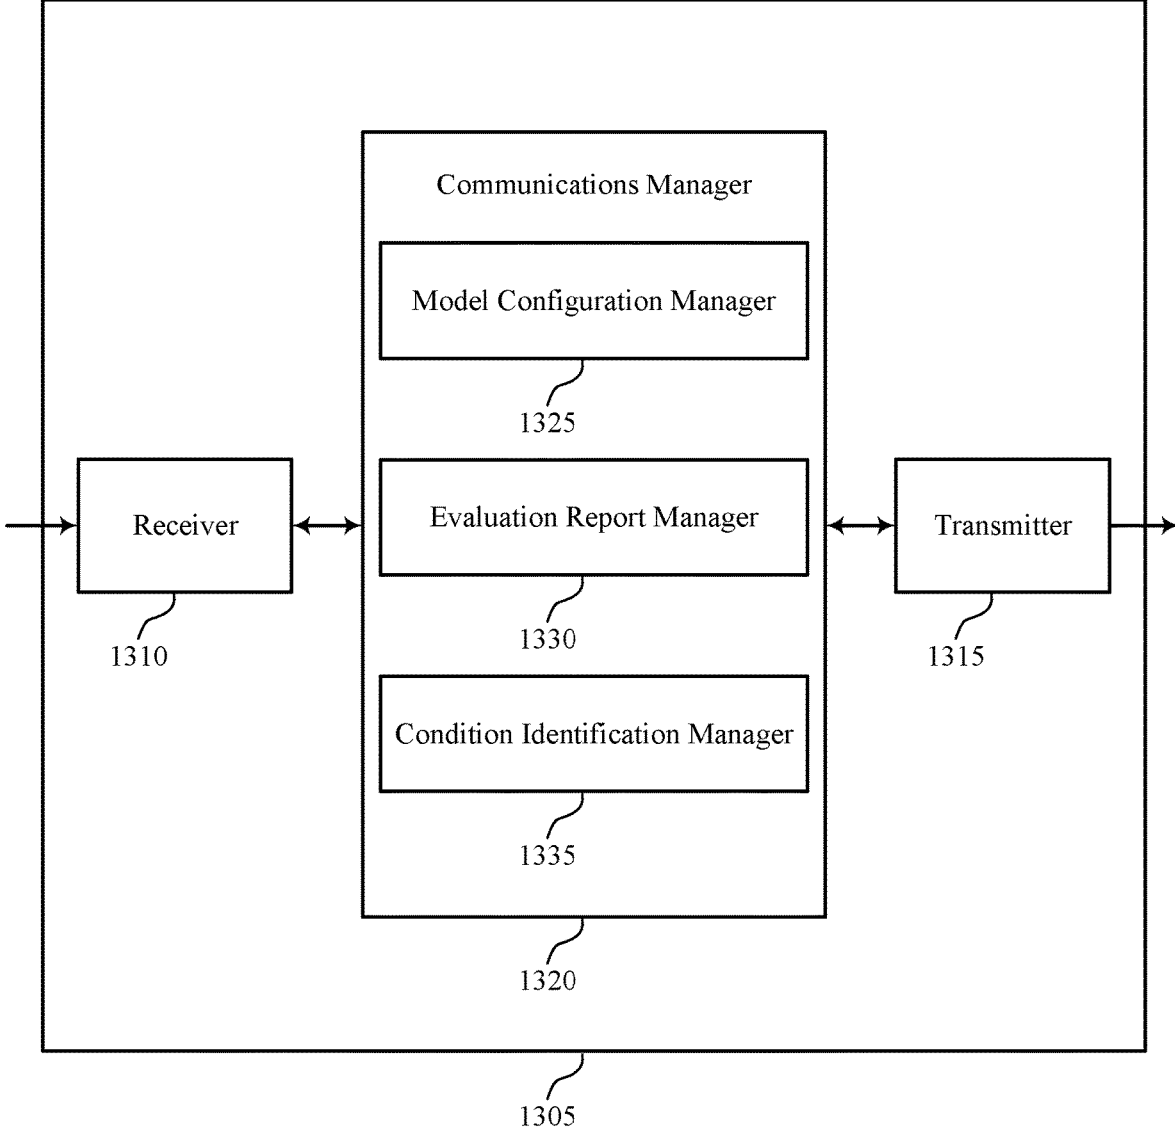 Communications Manager
Model Configuration Manager
1325
Receiver
Evaluation Report Manager
Transmitter
1310
1330
1315
Condition Identification Manager
1335
1320
1305